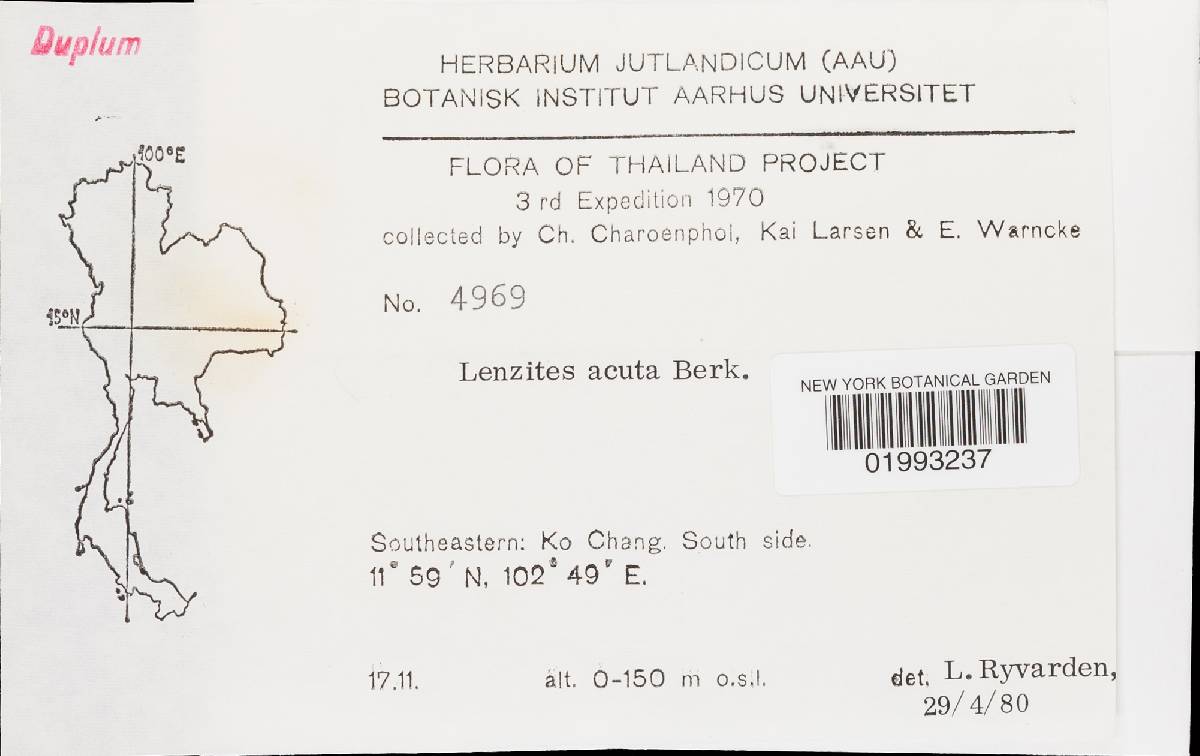 Duplum
HERBARIUM JUTLANDICUM (AAU)
BOTANISK INSTITUT AARHUS UNIVERSITET
100°E
15°N
FLORA OF THAILAND PROJECT
3 rd Expedition 1970
collected by Ch. Charoenphol, Kai Larsen & E. Warncke
No. 4969
Lenzites acuta Berk.
NEW YORK BOTANICAL GARDEN
01993237
Southeastern: Ko Chang. South side.
11° 59′ N, 102° 49′ E.
17.11. alt. 0-150 m o.s.l.
det. L. Ryvarden,
29/4/80